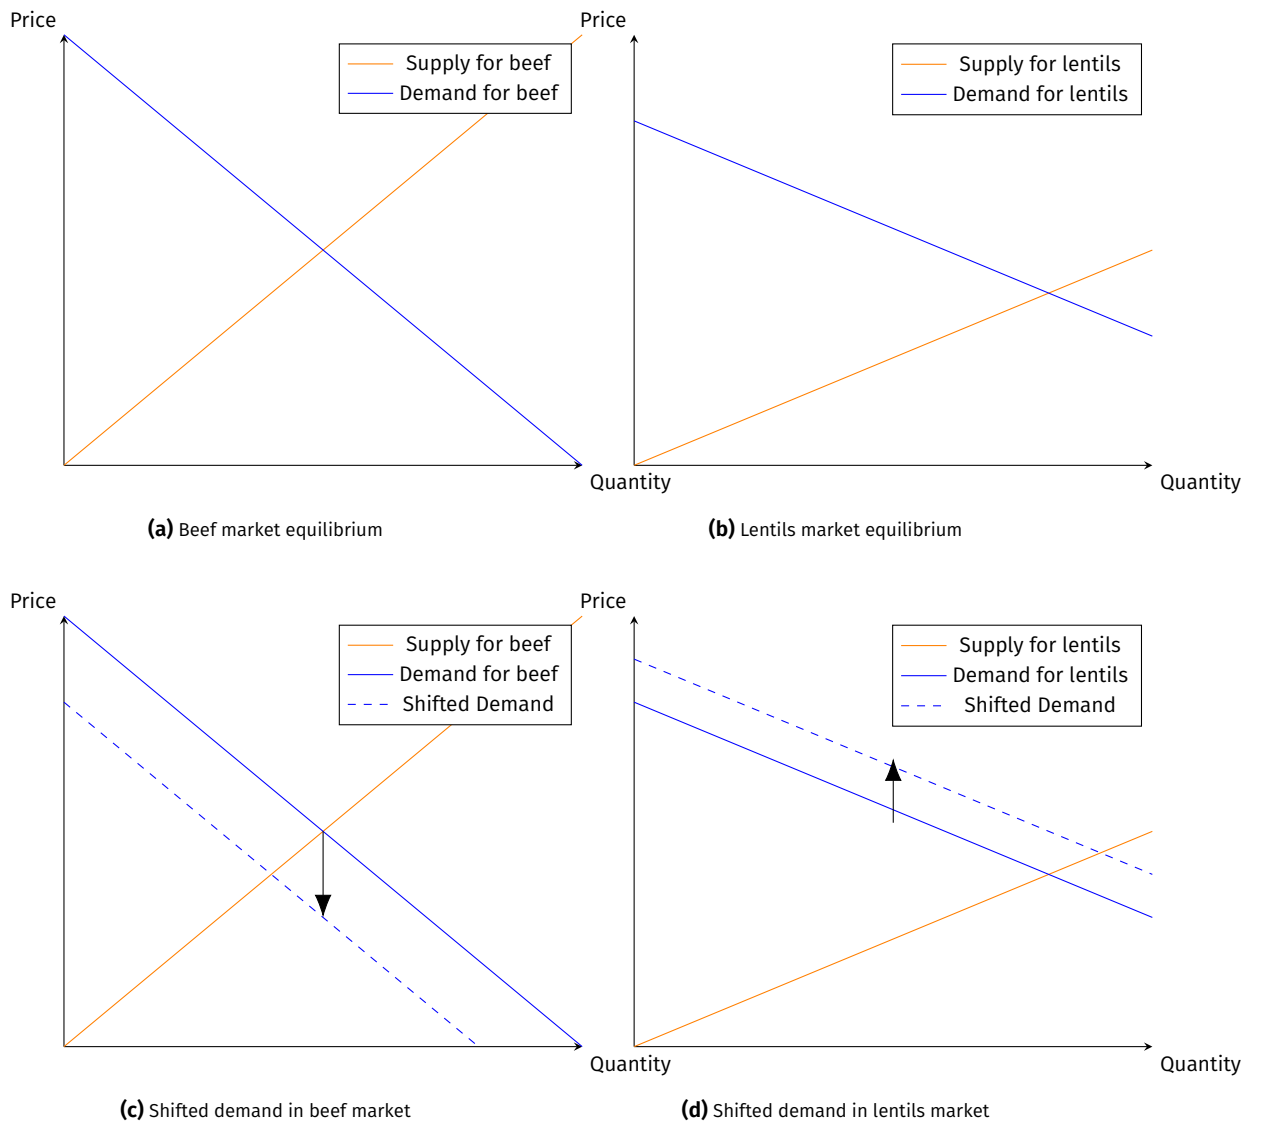 Price
Supply for beef
Demand for beef
Quantity
(a) Beef market equilibrium
Price
Supply for lentils
Demand for lentils
Quantity
(b) Lentils market equilibrium
Price
Supply for beef
Demand for beef
Shifted Demand
Quantity
(c) Shifted demand in beef market
Price
Supply for lentils
Demand for lentils
Shifted Demand
Quantity
(d) Shifted demand in lentils market